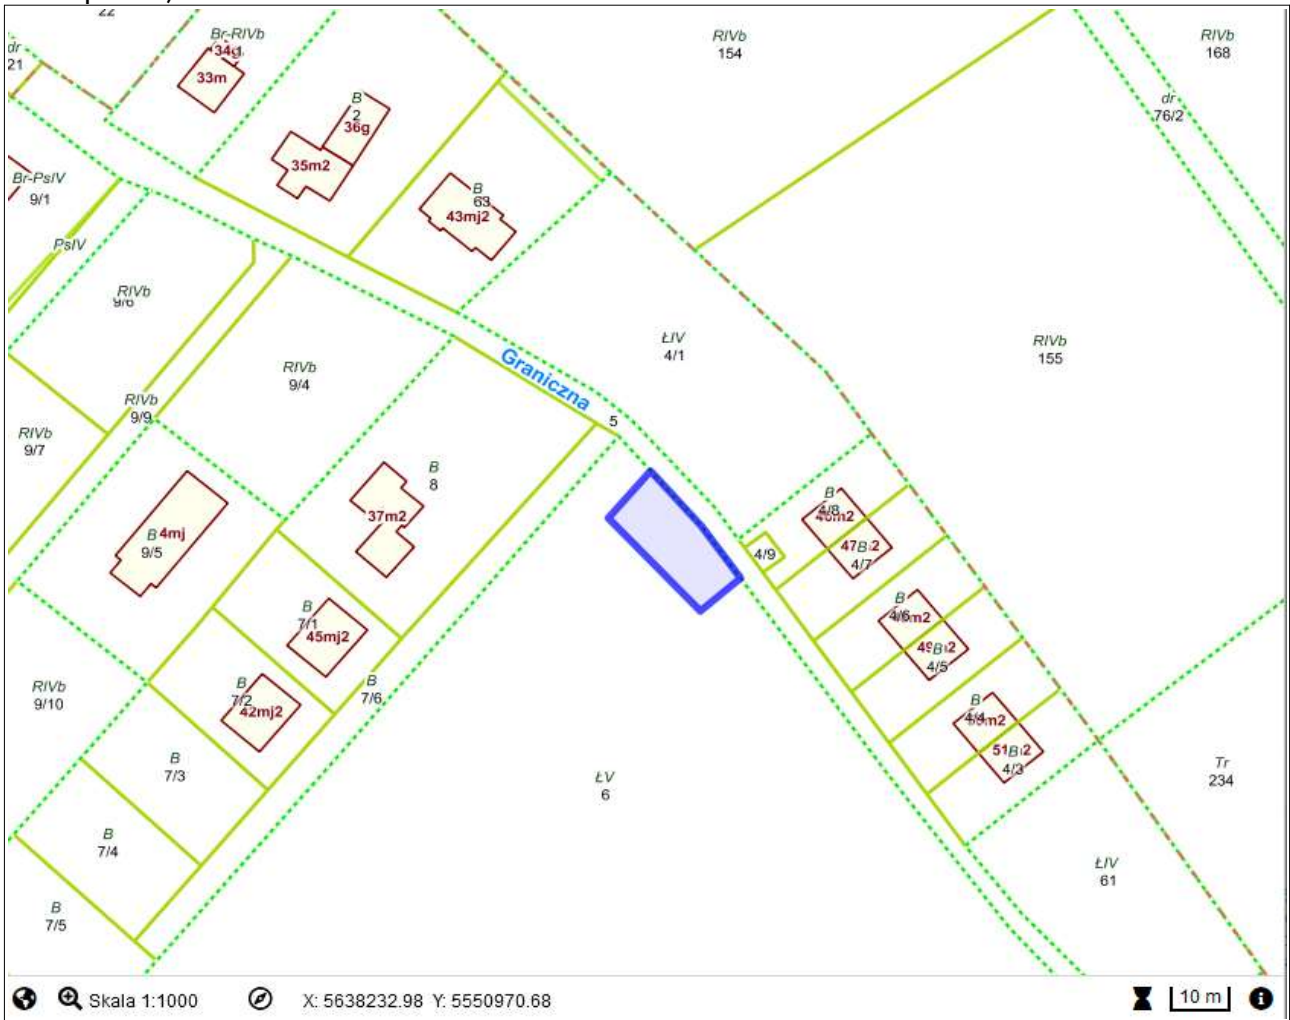 22
Br-RIVb
34g1
33m
dr
21
B
2
36g
35m2
RIVb
154
RIVb
168
dr
76/2
Br-PsIV
9/1
B
63
43mj2
PsIV
RIVb
9/6
ŁIV
4/1
RIVb
155
RIVb
9/4
Graniczna
5
RIVb
9/9
RIVb
9/7
B
8
37m2
B
9/5
4mj
B
4/8
4/9
B
4/7
B
4/6
B
4/5
B
7/1
45mj2
B
7/6
B
7/2
42mj2
RIVb
9/10
B
4/4
B
4/3
B
7/3
ŁV
6
Tr
234
B
7/4
ŁIV
61
B
7/5
Skala 1:1000 X: 5638232.98 Y: 5550970.68 10 m